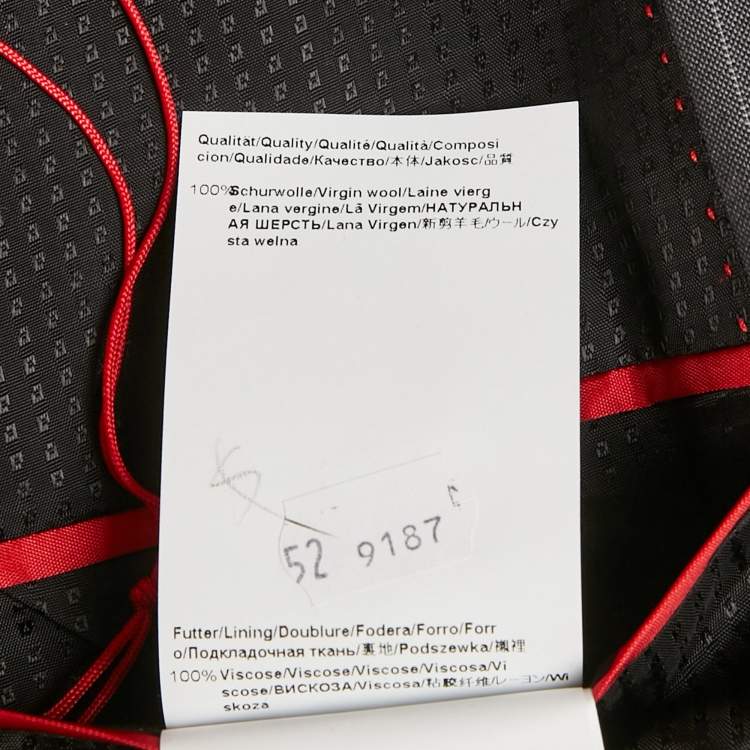 Qualität/Quality/Qualité/Qualità/Composi
cion/Qualidade/Качество/本体/Jakosc/品質
100% Schurwolle/Virgin wool/Laine vierg
e/Lana vergine/Lã Virgem/НАТУРАЛЬН
АЯ ШЕРСТЬ/Lana Virgen/新剪羊毛/ウール/Czy
sta welna
52 9187
Futter/Lining/Doublure/Fodera/Forro/Forr
o/Подкладочная ткань/裏地/Podszewka/襯裡
100% Viscose/Viscose/Viscose/Viscosa/Vi
scose/ВИСКОЗА/Viscosa/粘胶纤维/レーヨン/Wi
skoza